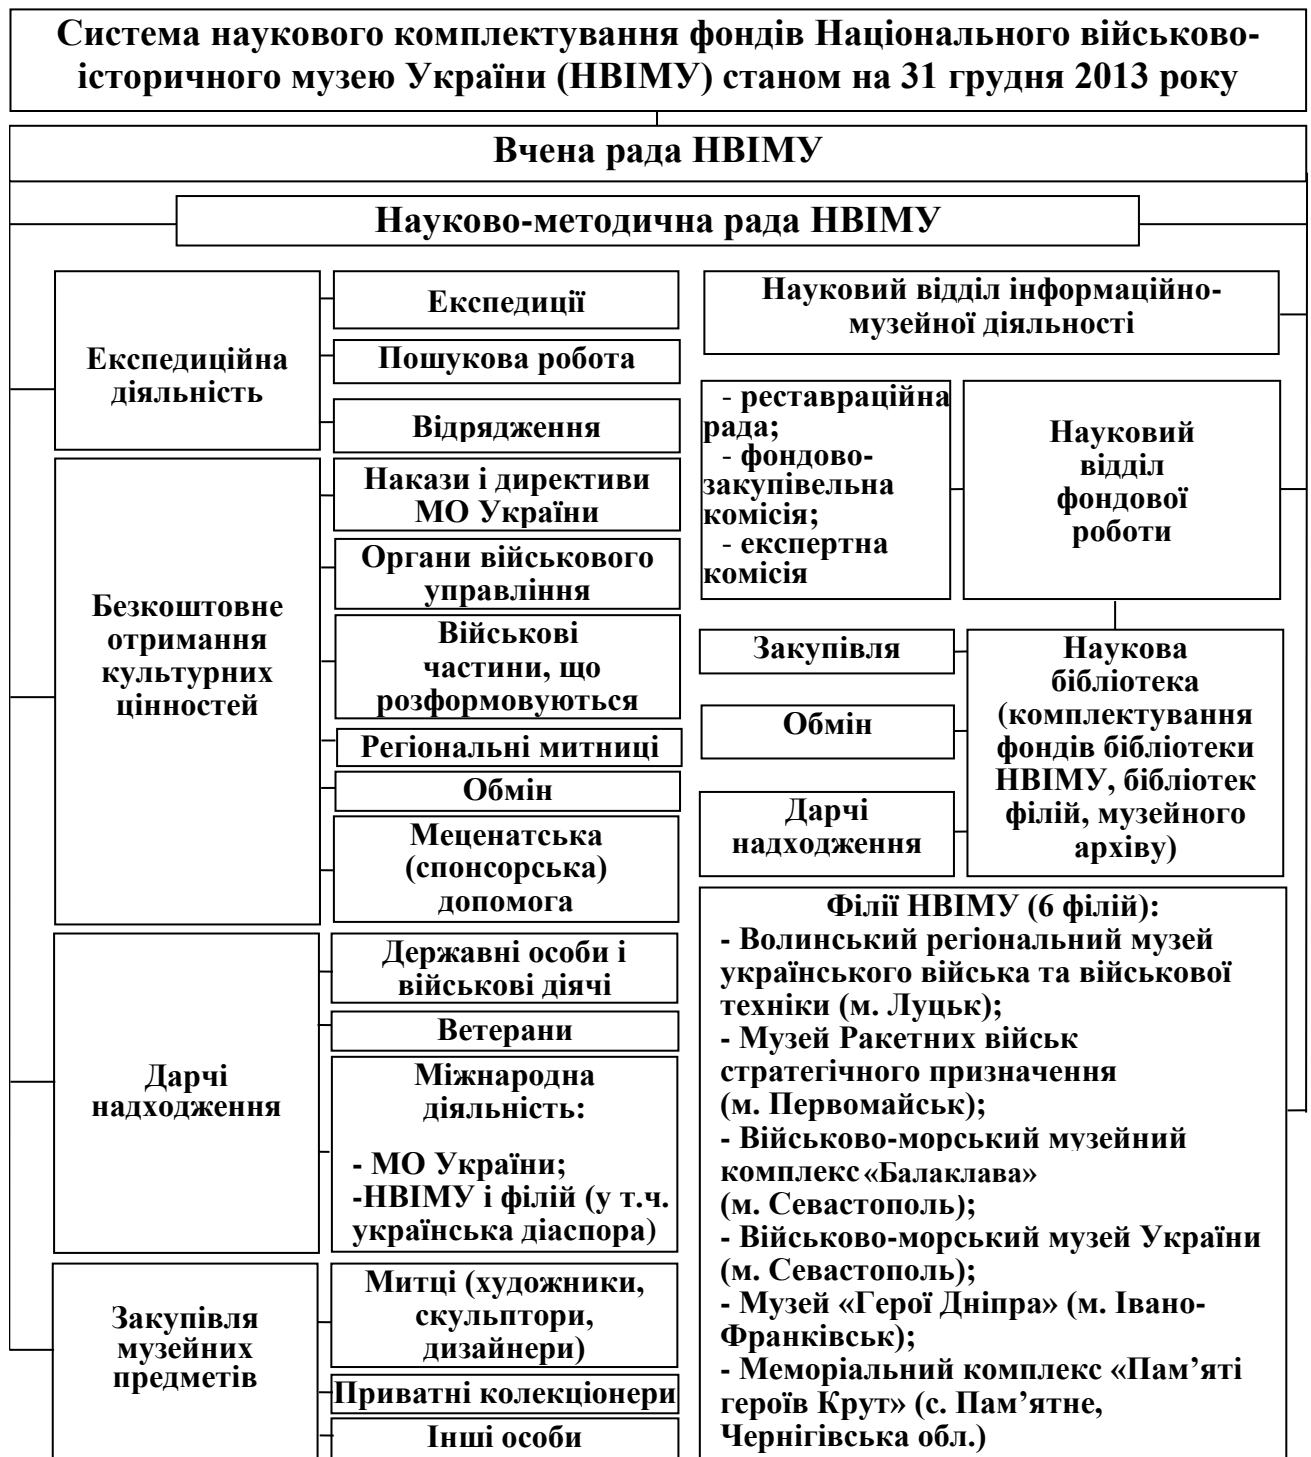 Система наукового комплектування фондів Національного військово-
історичного музею України (НВІМУ) станом на 31 грудня 2013 року
Вчена рада НВІМУ
Науково-методична рада НВІМУ
Експедиційна
діяльність
Експедиції
Пошукова робота
Відрядження
Безкоштовне
отримання
культурних
цінностей
Накази і директиви
МО України
Органи військового
управління
Військові
частини, що
розформовуються
Регіональні митниці
Обмін
Меценатська
(спонсорська)
допомога
Дарчі
надходження
Державні особи і
військові діячі
Ветерани
Міжнародна
діяльність:
- МО України;
-НВІМУ і філій (у т.ч.
українська діаспора)
Закупівля
музейних
предметів
Митці (художники,
скульптори,
дизайнери)
Приватні колекціонери
Інші особи
Науковий відділ інформаційно-
музейної діяльності
- реставраційна
рада;
- фондово-
закупівельна
комісія;
- експертна
комісія
Науковий
відділ
фондової
роботи
Закупівля
Обмін
Дарчі
надходження
Наукова
бібліотека
(комплектування
фондів бібліотеки
НВІМУ, бібліотек
філій, музейного
архіву)
Філії НВІМУ (6 філій):
- Волинський регіональний музей
українського війська та військової
техніки (м. Луцьк);
- Музей Ракетних військ
стратегічного призначення
(м. Первомайськ);
- Військово-морський музейний
комплекс «Балаклава»
(м. Севастополь);
- Військово-морський музей України
(м. Севастополь);
- Музей «Герої Дніпра» (м. Івано-
Франківськ);
- Меморіальний комплекс «Пам’яті
героїв Крут» (с. Пам’ятне,
Чернігівська обл.)